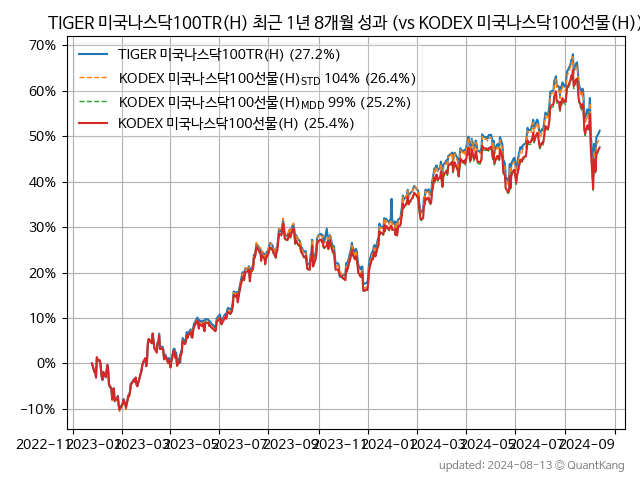 TIGER 미국나스닥100TR(H) 최근 1년 8개월 성과 (vs KODEX 미국나스닥100선물(H))
70%
60%
50%
40%
30%
20%
10%
0%
-10%
TIGER 미국나스닥100TR(H) (27.2%)
KODEX 미국나스닥100선물(H)STD 104% (26.4%)
KODEX 미국나스닥100선물(H)MDD 99% (25.2%)
KODEX 미국나스닥100선물(H) (25.4%)
2022-11 2023-01 2023-03 2023-05 2023-07 2023-09 2023-11 2024-01 2024-03 2024-05 2024-07 2024-09
updated: 2024-08-13 © QuantKang